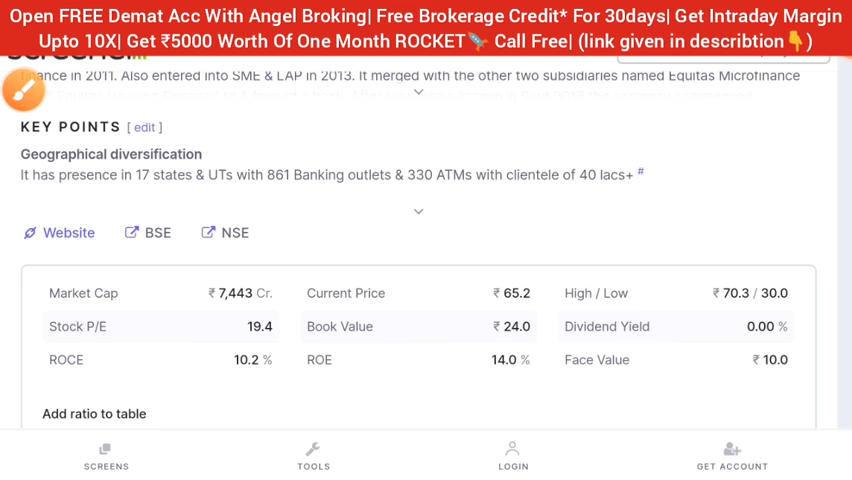 Open FREE Demat Acc With Angel Broking| Free Brokerage Credit* For 30days| Get Intraday Margin
Upto 10X| Get ₹5000 Worth Of One Month ROCKET🚀 Call Free| (link given in describtion👇)
finance in 2011. Also entered into SME & LAP in 2013. It merged with the other two subsidiaries named Equitas Microfinance
KEY POINTS [ edit ]
Geographical diversification
It has presence in 17 states & UTs with 861 Banking outlets & 330 ATMs with clientele of 40 lacs+ #
Website BSE NSE
Market Cap ₹ 7,443 Cr. Current Price ₹ 65.2 High / Low ₹ 70.3 / 30.0
Stock P/E 19.4 Book Value ₹ 24.0 Dividend Yield 0.00 %
ROCE 10.2 % ROE 14.0 % Face Value ₹ 10.0
Add ratio to table
SCREENS TOOLS LOGIN GET ACCOUNT